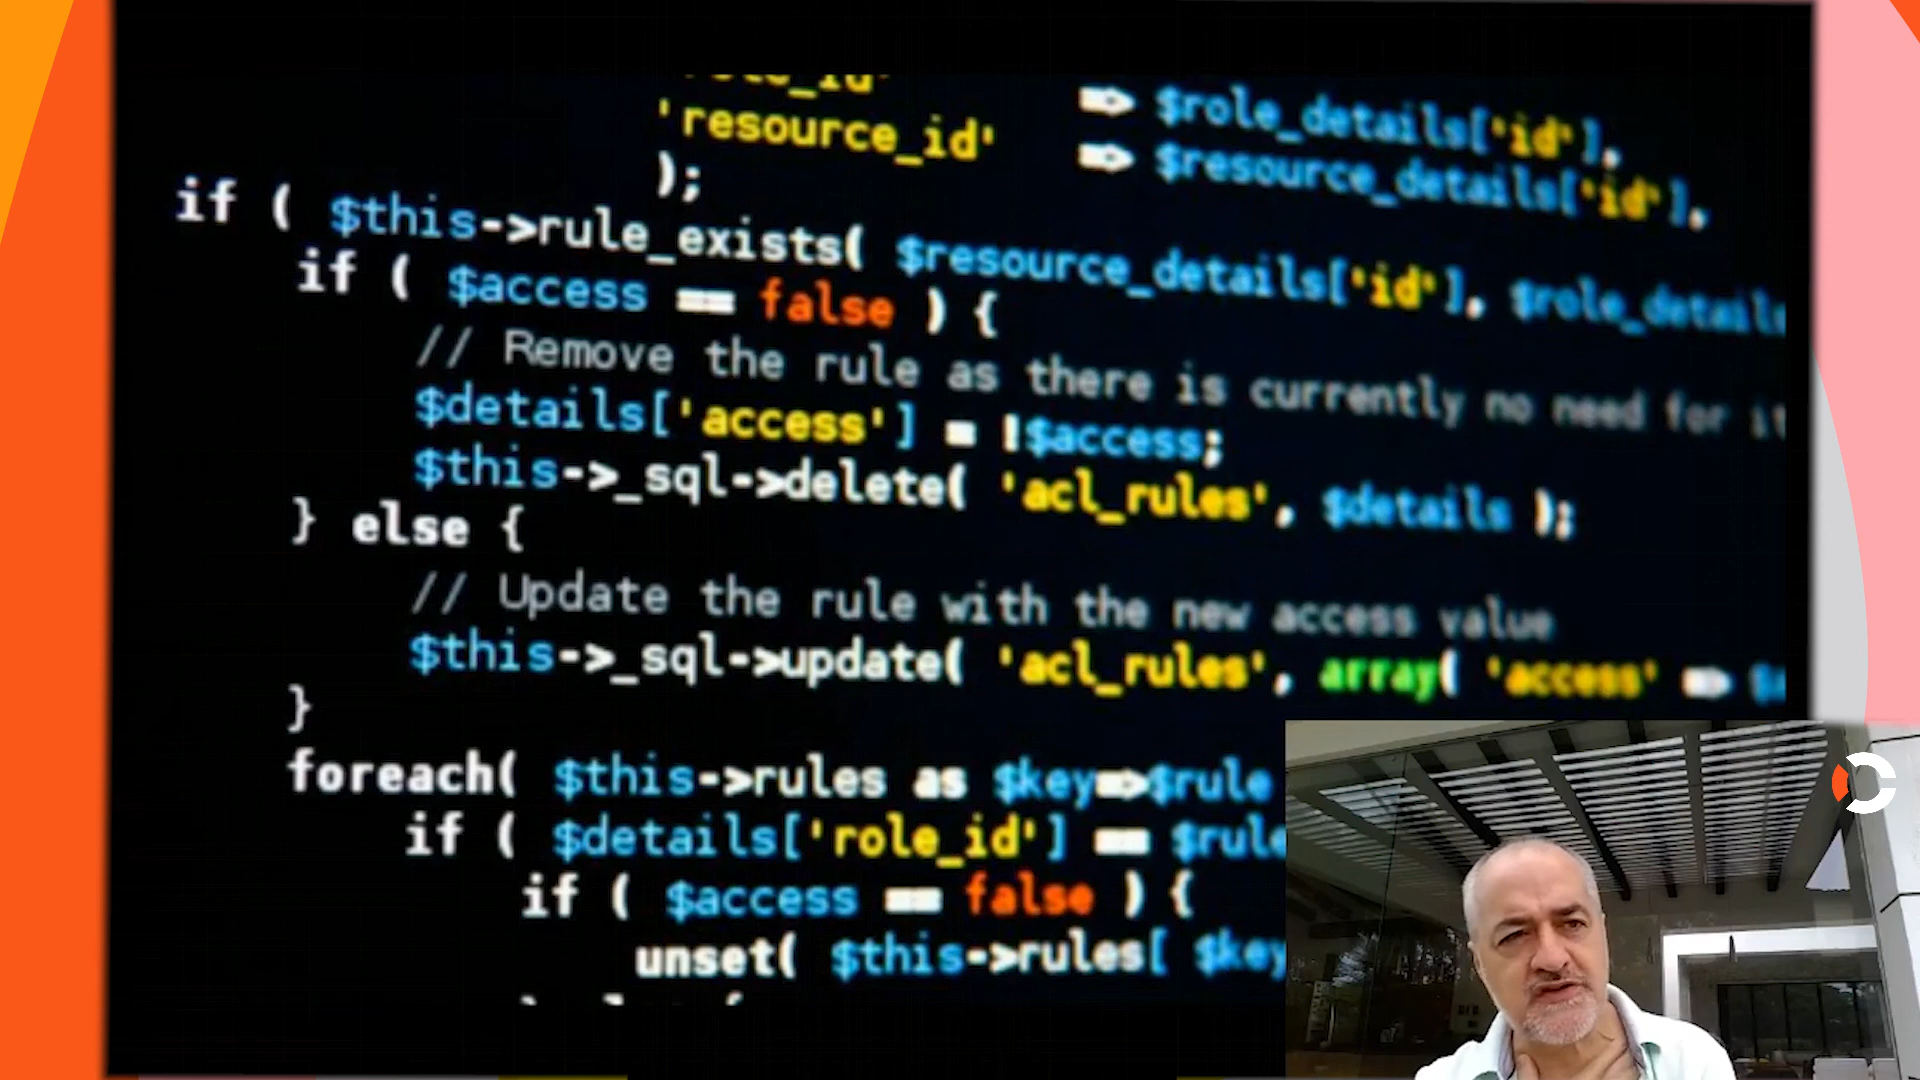 'resource_id' => $role_details['id'],
); => $resource_details['id'],
if ( $this->rule_exists( $resource_details['id'], $role_details
if ( $access == false ) {
// Remove the rule as there is currently no need for it
$details['access'] = !$access;
$this->_sql->delete( 'acl_rules', $details );
} else {
// Update the rule with the new access value
$this->_sql->update( 'acl_rules', array( 'access' =>
}
foreach( $this->rules as $key=>$rule
if ( $details['role_id'] == $rule
if ( $access == false ) {
unset( $this->rules[ $key